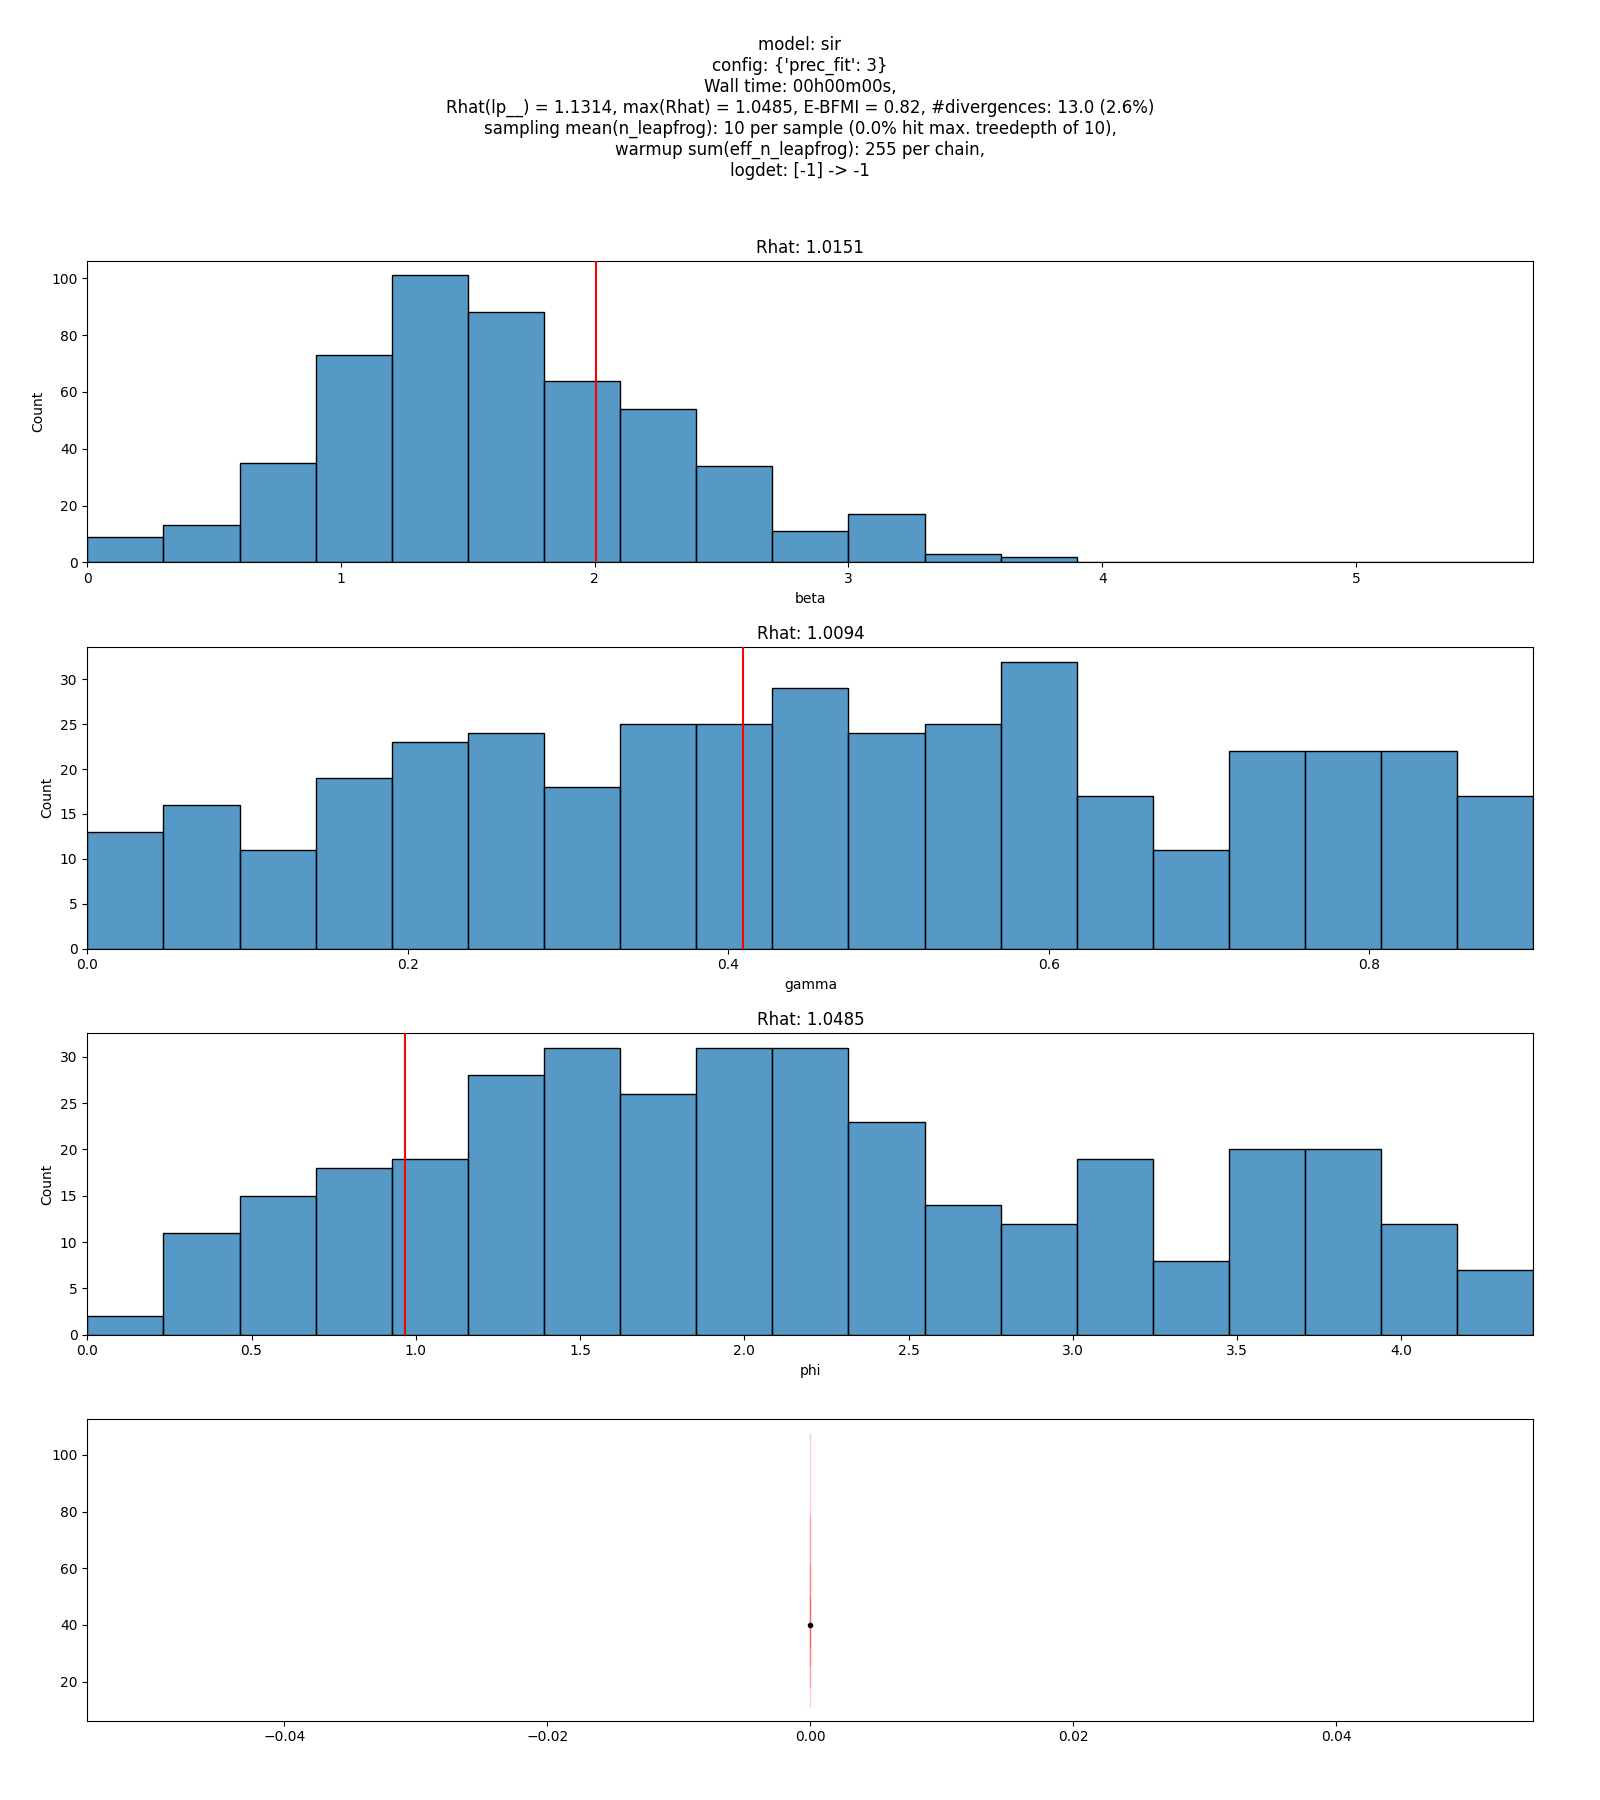 model: sir
config: {'prec_fit': 3}
Wall time: 00h00m00s,
Rhat(lp__) = 1.1314, max(Rhat) = 1.0485, E-BFMI = 0.82, #divergences: 13.0 (2.6%)
sampling mean(n_leapfrog): 10 per sample (0.0% hit max. treedepth of 10),
warmup sum(eff_n_leapfrog): 255 per chain,
logdet: [-1] -> -1
Rhat: 1.0151
100
80
60
40
20
0
Count
0 1 2 3 4 5
beta
Rhat: 1.0094
30
25
20
15
10
5
0
Count
0.0 0.2 0.4 0.6 0.8
gamma
Rhat: 1.0485
30
25
20
15
10
5
0
Count
0.0 0.5 1.0 1.5 2.0 2.5 3.0 3.5 4.0
phi
100
80
60
40
20
−0.04 −0.02 0.00 0.02 0.04